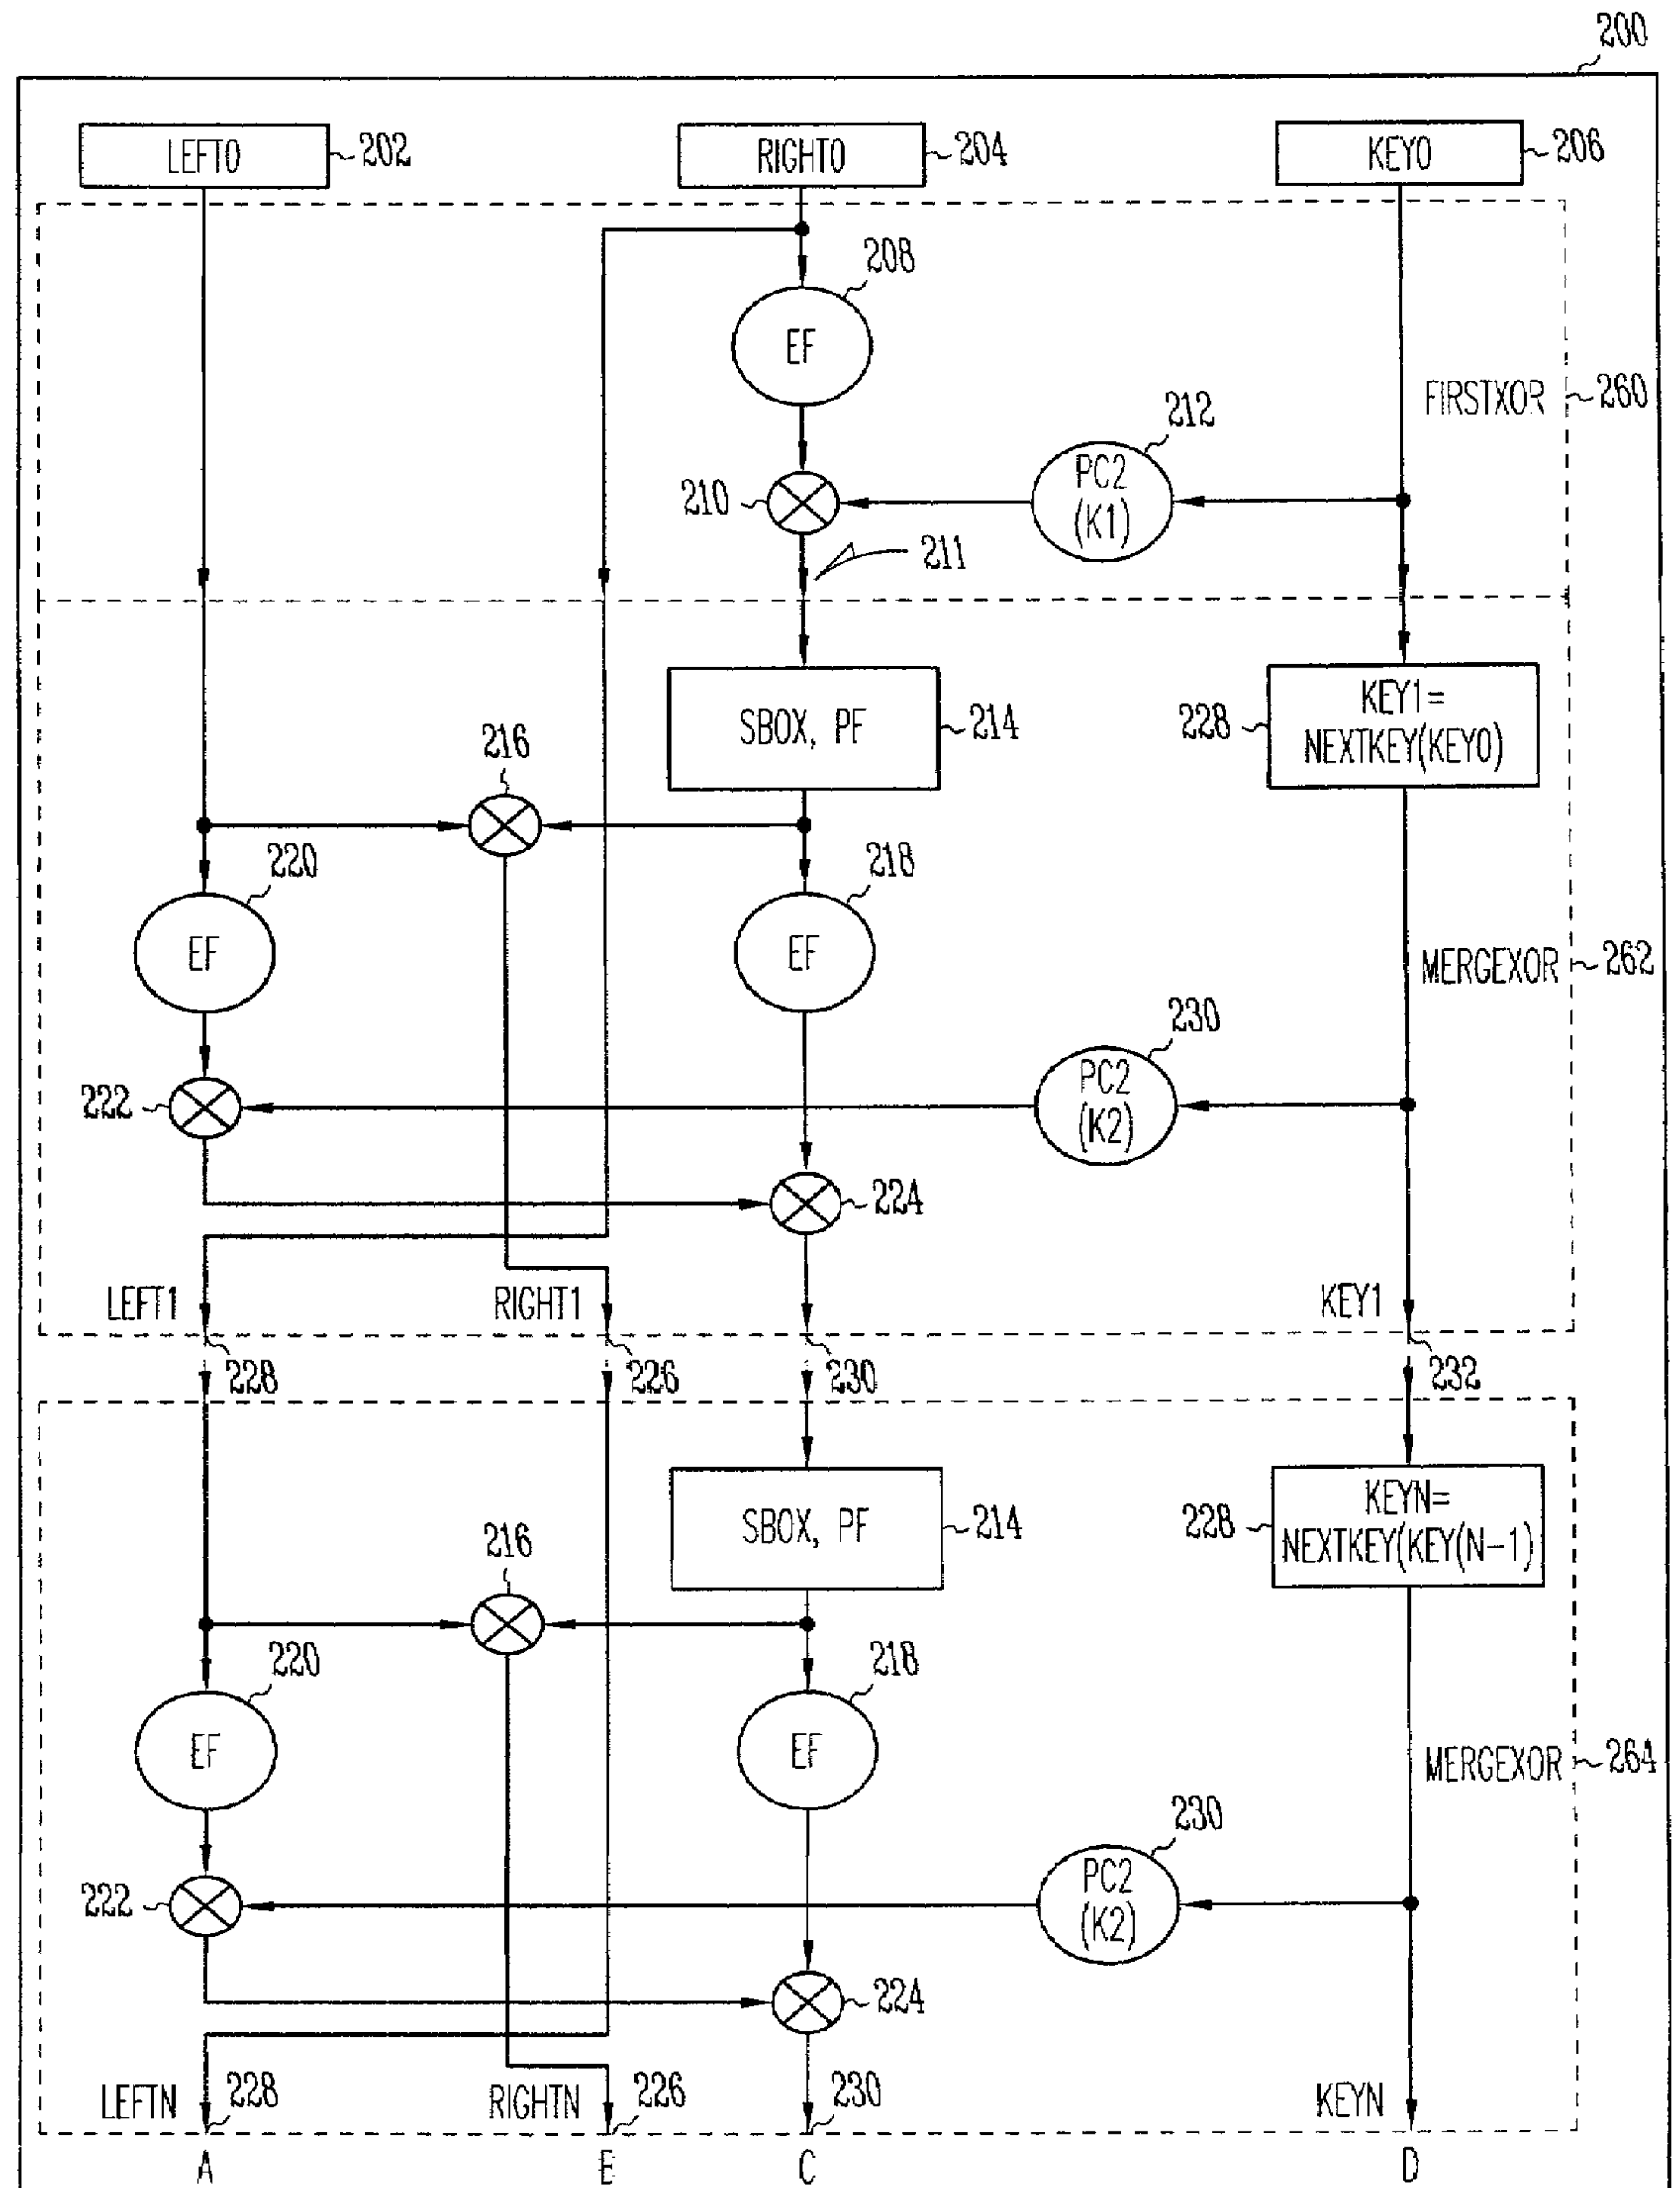 200
LEFT0 202
RIGHT0 204
KEY0 206
208
EF
FIRSTXOR 260
212
PC2
(K1)
210
211
SBOX, PF 214
228 KEY1=
NEXTKEY(KEY0)
216
220
218
EF
EF
MERGEXOR 262
230
PC2
(K2)
222
224
LEFT1
RIGHT1
KEY1
228
226
230
232
SBOX, PF 214
228 KEYN=
NEXTKEY(KEY(N-1)
216
220
218
EF
EF
MERGEXOR 264
230
PC2
(K2)
222
224
LEFTN 228
RIGHTN 226
230
KEYN
A
E
C
D